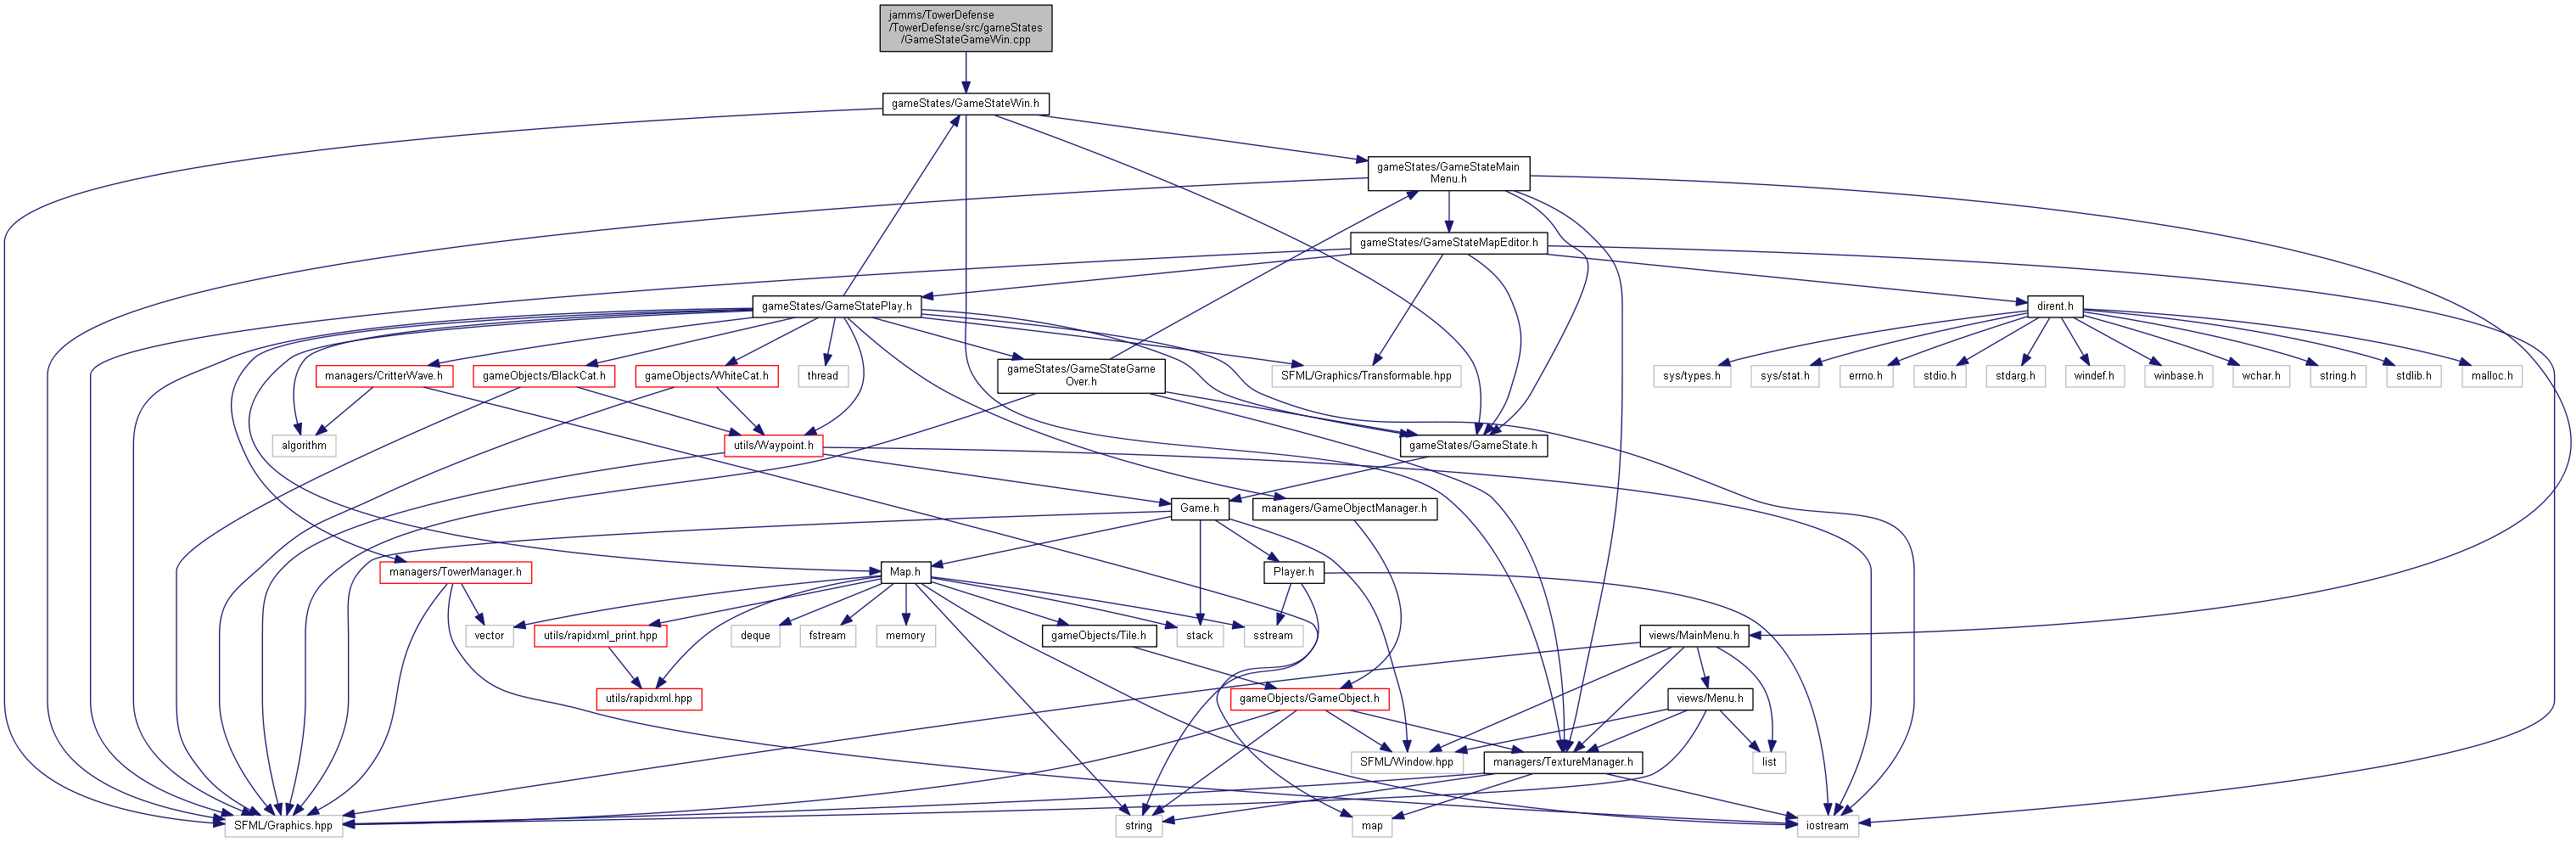 jamms/TowerDefense
/TowerDefense/src/gameStates
/GameStateGameWin.cpp
gameStates/GameStateWin.h
gameStates/GameStateMain
Menu.h
gameStates/GameStateMapEditor.h
gameStates/GameStatePlay.h
dirent.h
managers/CritterWave.h
gameObjects/BlackCat.h
gameObjects/WhiteCat.h
thread
gameStates/GameStateGame
Over.h
SFML/Graphics/Transformable.hpp
sys/types.h
sys/stat.h
errno.h
stdio.h
stdarg.h
windef.h
winbase.h
wchar.h
string.h
stdlib.h
malloc.h
algorithm
utils/Waypoint.h
gameStates/GameState.h
Game.h
managers/GameObjectManager.h
managers/TowerManager.h
Map.h
Player.h
vector
utils/rapidxml_print.hpp
deque
fstream
memory
gameObjects/Tile.h
stack
sstream
views/MainMenu.h
utils/rapidxml.hpp
gameObjects/GameObject.h
views/Menu.h
SFML/Window.hpp
managers/TextureManager.h
list
SFML/Graphics.hpp
string
map
iostream